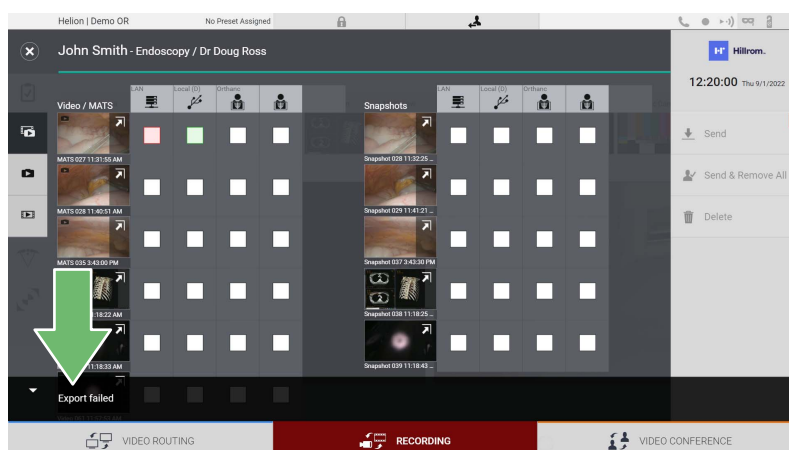 Helion | Demo OR
No Preset Assigned
John Smith - Endoscopy / Dr Doug Ross
Hillrom
12:20:00 Thu 9/1/2022
Video / MATS
LAN
Local (D)
Orthanc
Snapshots
LAN
Local (D)
Orthanc
MATS 027 11:31:55 AM
Snapshot 028 11:32:25 ...
MATS 028 11:40:51 AM
Snapshot 029 11:41:21 ...
MATS 035 3:43:00 PM
Snapshot 037 3:43:30 PM
:18:22 AM
Snapshot 038 11:18:25 ...
11:18:33 AM
Snapshot 039 11:18:43 ...
Send
Send & Remove All
Delete
Export failed
VIDEO ROUTING
RECORDING
VIDEO CONFERENCE